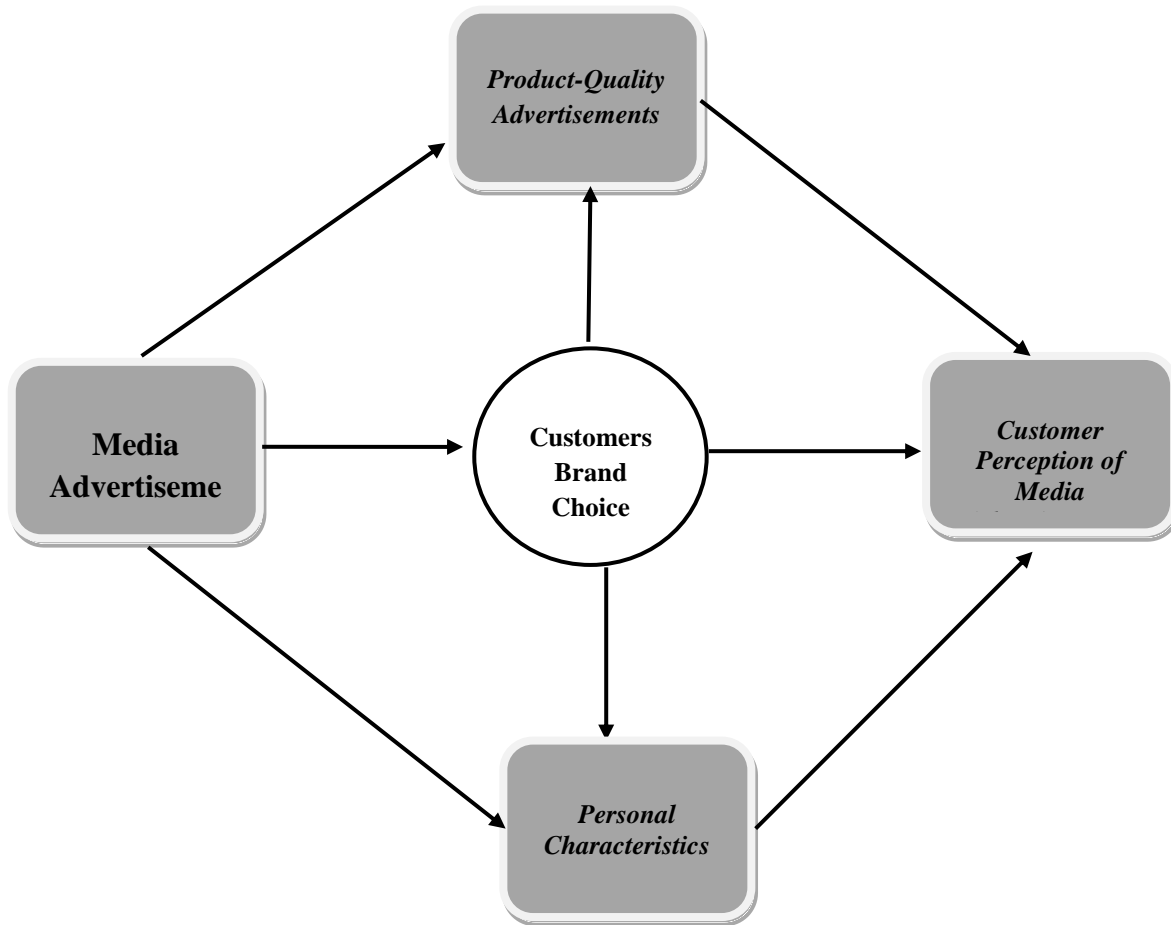 Product-Quality
Advertisements
Media
Advertiseme
Customers
Brand
Choice
Customer
Perception of
Media
Personal
Characteristics